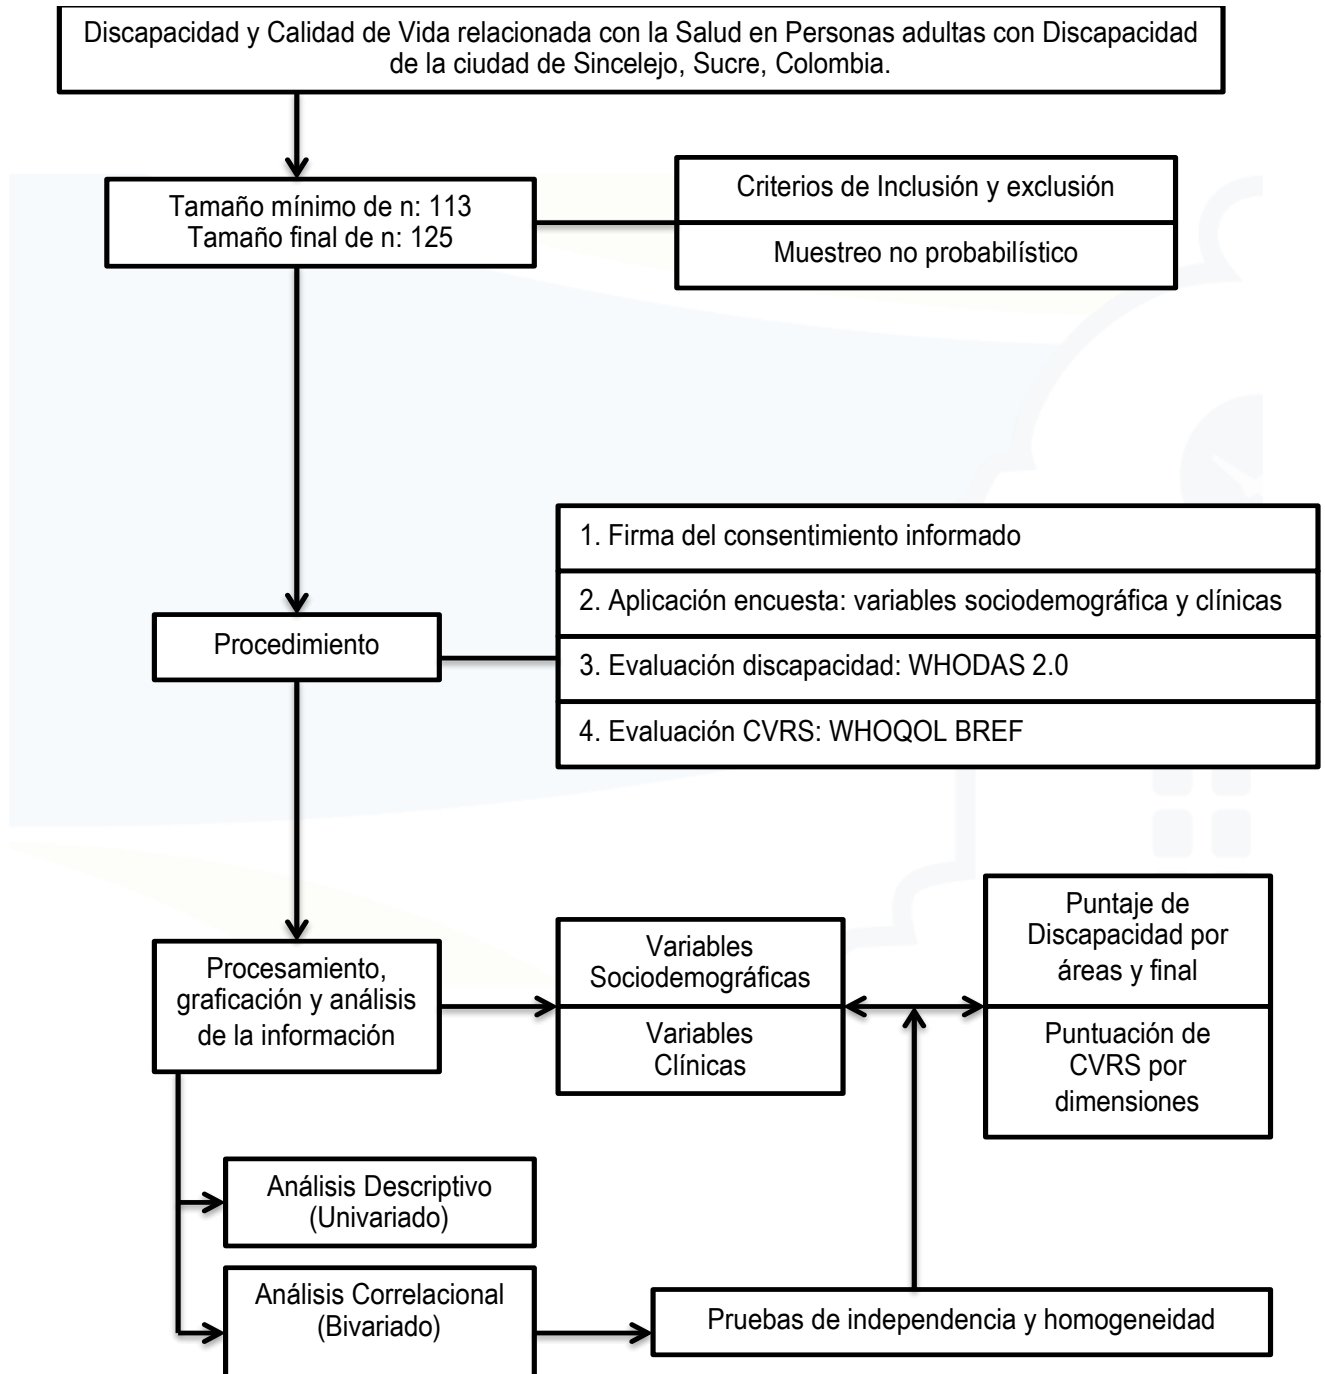 Discapacidad y Calidad de Vida relacionada con la Salud en Personas adultas con Discapacidad
de la ciudad de Sincelejo, Sucre, Colombia.
Tamaño mínimo de n: 113
Tamaño final de n: 125
Criterios de Inclusión y exclusión
Muestreo no probabilístico
Procedimiento
1. Firma del consentimiento informado
2. Aplicación encuesta: variables sociodemográfica y clínicas
3. Evaluación discapacidad: WHODAS 2.0
4. Evaluación CVRS: WHOQOL BREF
Procesamiento,
graficación y análisis
de la información
Variables
Sociodemográficas
Variables
Clínicas
Puntaje de
Discapacidad por
áreas y final
Puntuación de
CVRS por
dimensiones
Análisis Descriptivo
(Univariado)
Análisis Correlacional
(Bivariado)
Pruebas de independencia y homogeneidad